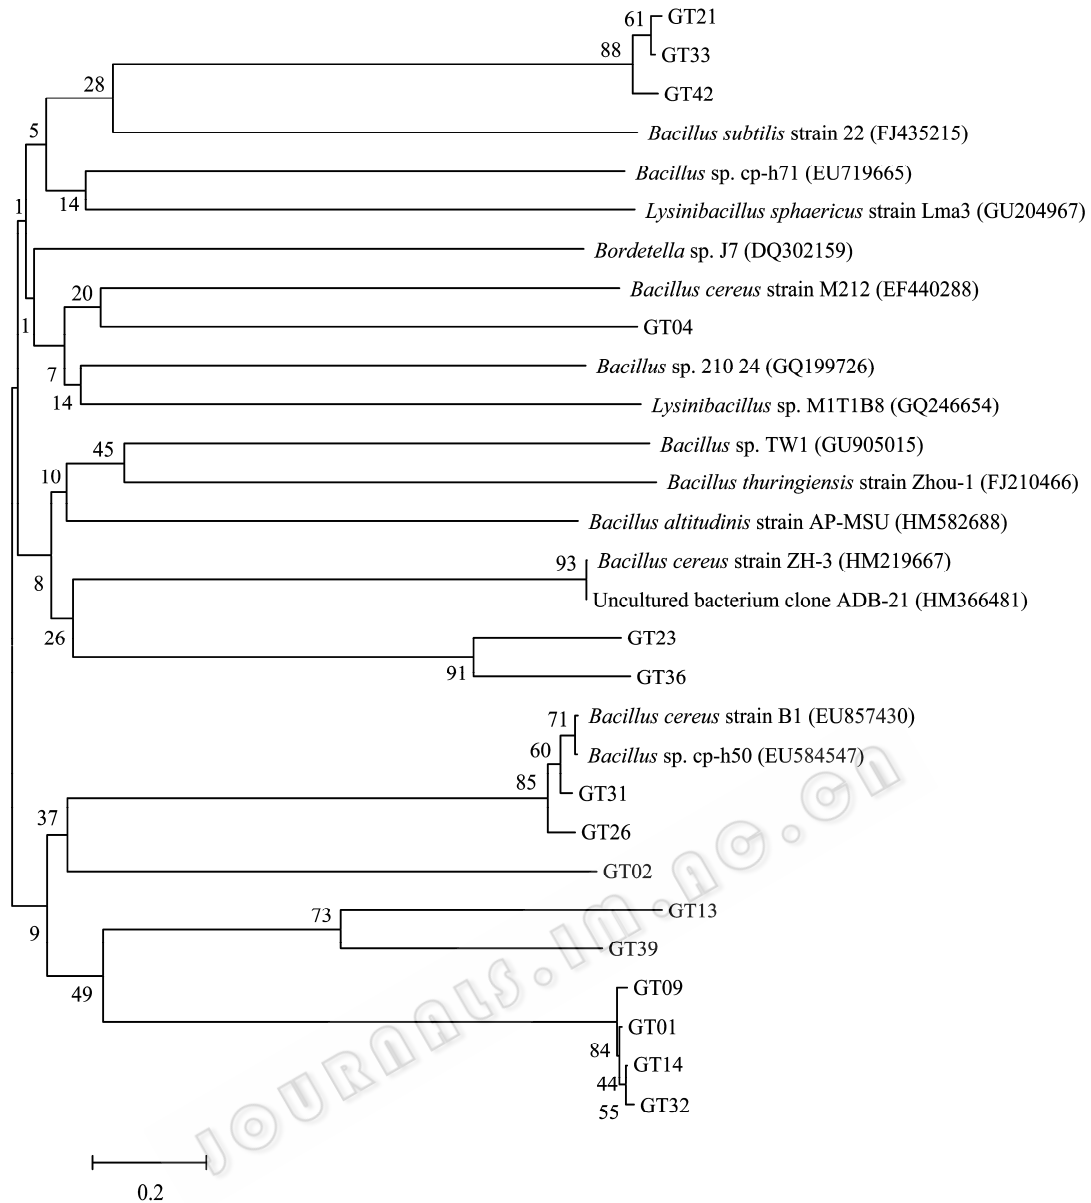 61 GT21
88 GT33
GT42
28
5 Bacillus subtilis strain 22 (FJ435215)
Bacillus sp. cp-h71 (EU719665)
14
1 Lysinibacillus sphaericus strain Lma3 (GU204967)
Bordetella sp. J7 (DQ302159)
20 Bacillus cereus strain M212 (EF440288)
1 GT04
7 Bacillus sp. 210 24 (GQ199726)
14 Lysinibacillus sp. M1T1B8 (GQ246654)
45 Bacillus sp. TW1 (GU905015)
10 Bacillus thuringiensis strain Zhou-1 (FJ210466)
Bacillus altitudinis strain AP-MSU (HM582688)
93 Bacillus cereus strain ZH-3 (HM219667)
8 Uncultured bacterium clone ADB-21 (HM366481)
26 GT23
91 GT36
71 Bacillus cereus strain B1 (EU857430)
60 Bacillus sp. cp-h50 (EU584547)
85 GT31
37 GT26
GT02
73 GT13
9 GT39
49 GT09
GT01
84
GT14
44
55 GT32
0.2
JOURNALS.IM.AC.CN